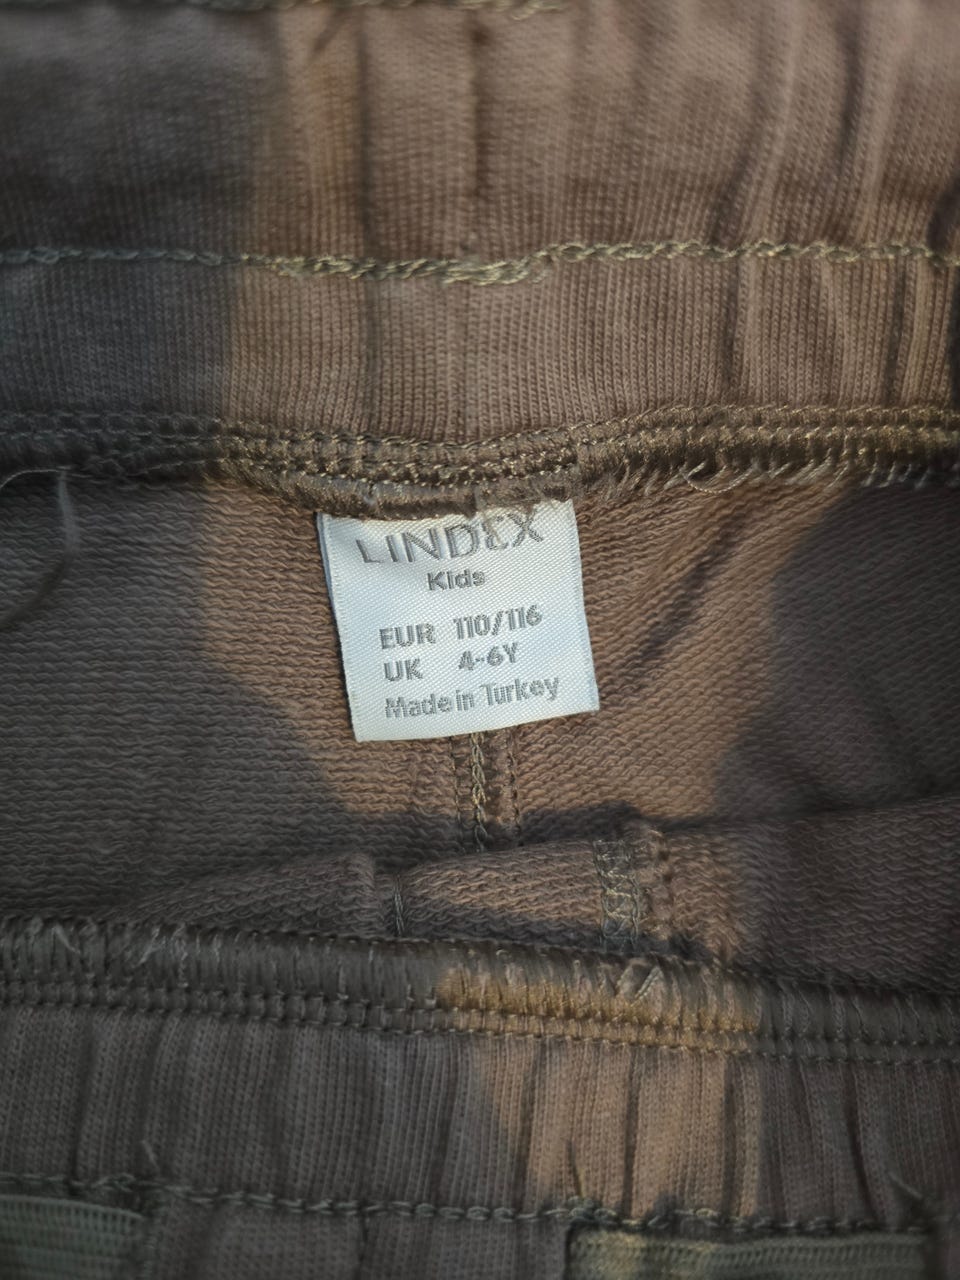 LINDEX
Kids
EUR 110/116
UK 4-6Y
Made in Turkey